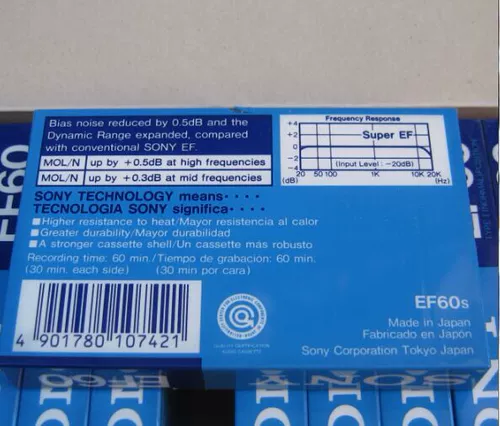 Bias noise reduced by 0.5dB and the
Dynamic Range expanded, compared
with conventional SONY EF.
MOL/N up by +0.5dB at high frequencies
MOL/N up by +0.3dB at mid frequencies
Frequency Response
+4
+2
0
-2
-4
(dB)
Super EF
(Input Level : -20dB)
20 50 100 1K 10K 20K
(Hz)
SONY TECHNOLOGY means····
TECNOLOGIA SONY significa····
■Higher resistance to heat/Mayor resistencia al calor
■Greater durability/Mayor durabilidad
■A stronger cassette shell/Un cassette más robusto
Recording time: 60 min./Tiempo de grabación: 60 min.
(30 min. each side) (30 min por cara)
4 901780 107421
EF60s
Made in Japan
Fabricado en Japón
Sony Corporation Tokyo Japan
EF60
SONY
EF60